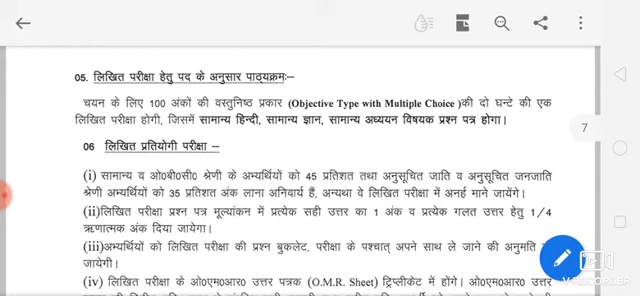 05. लिखित परीक्षा हेतु पद के अनुसार पाठ्यक्रमः–
चयन के लिए 100 अंकों की वस्तुनिष्ठ प्रकार (Objective Type with Multiple Choice) की दो घन्टे की एक
लिखित परीक्षा होगी, जिसमें सामान्य हिन्दी, सामान्य ज्ञान, सामान्य अध्ययन विषयक प्रश्न पत्र होगा।
7
06 लिखित प्रतियोगी परीक्षा –
(i) सामान्य व ओ0बी0सी0 श्रेणी के अभ्यर्थियों को 45 प्रतिशत तथा अनुसूचित जाति व अनुसूचित जनजाति
श्रेणी अभ्यर्थियों को 35 प्रतिशत अंक लाना अनिवार्य हैं, अन्यथा वे लिखित परीक्षा में अनर्ह माने जायेंगे।
(ii)लिखित परीक्षा प्रश्न पत्र मूल्यांकन में प्रत्येक सही उत्तर का 1 अंक व प्रत्येक गलत उत्तर हेतु 1/4
ऋणात्मक अंक दिया जायेगा।
(iii)अभ्यर्थियों को लिखित परीक्षा की प्रश्न बुकलेट, परीक्षा के पश्चात् अपने साथ ले जाने की अनुमति
जायेगी।
(iv) लिखित परीक्षा के ओ0एम0आर0 उत्तर पत्रक (O.M.R. Sheet) ट्रिप्लीकेट में होंगे। ओ0एम0आर0 उत्तर
V RECORDER